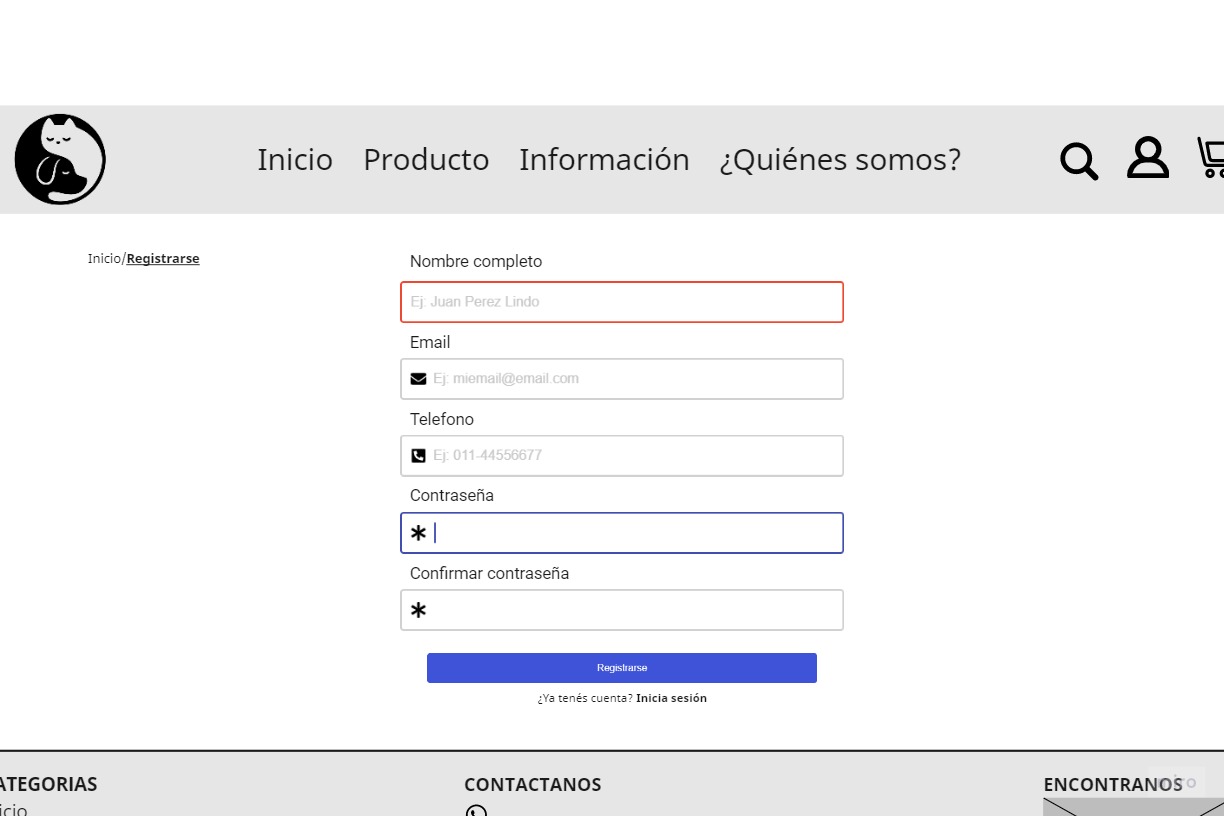 Inicio Producto Información ¿Quiénes somos?
Inicio/Registrarse
Nombre completo
Ej: Juan Perez Lindo
Email
Ej: miemail@email.com
Telefono
Ej: 011-44556677
Contraseña
Confirmar contraseña
Registrarse
¿Ya tenés cuenta? Inicia sesión
ATEGORIAS CONTACTANOS ENCONTRANOS
icio
miro